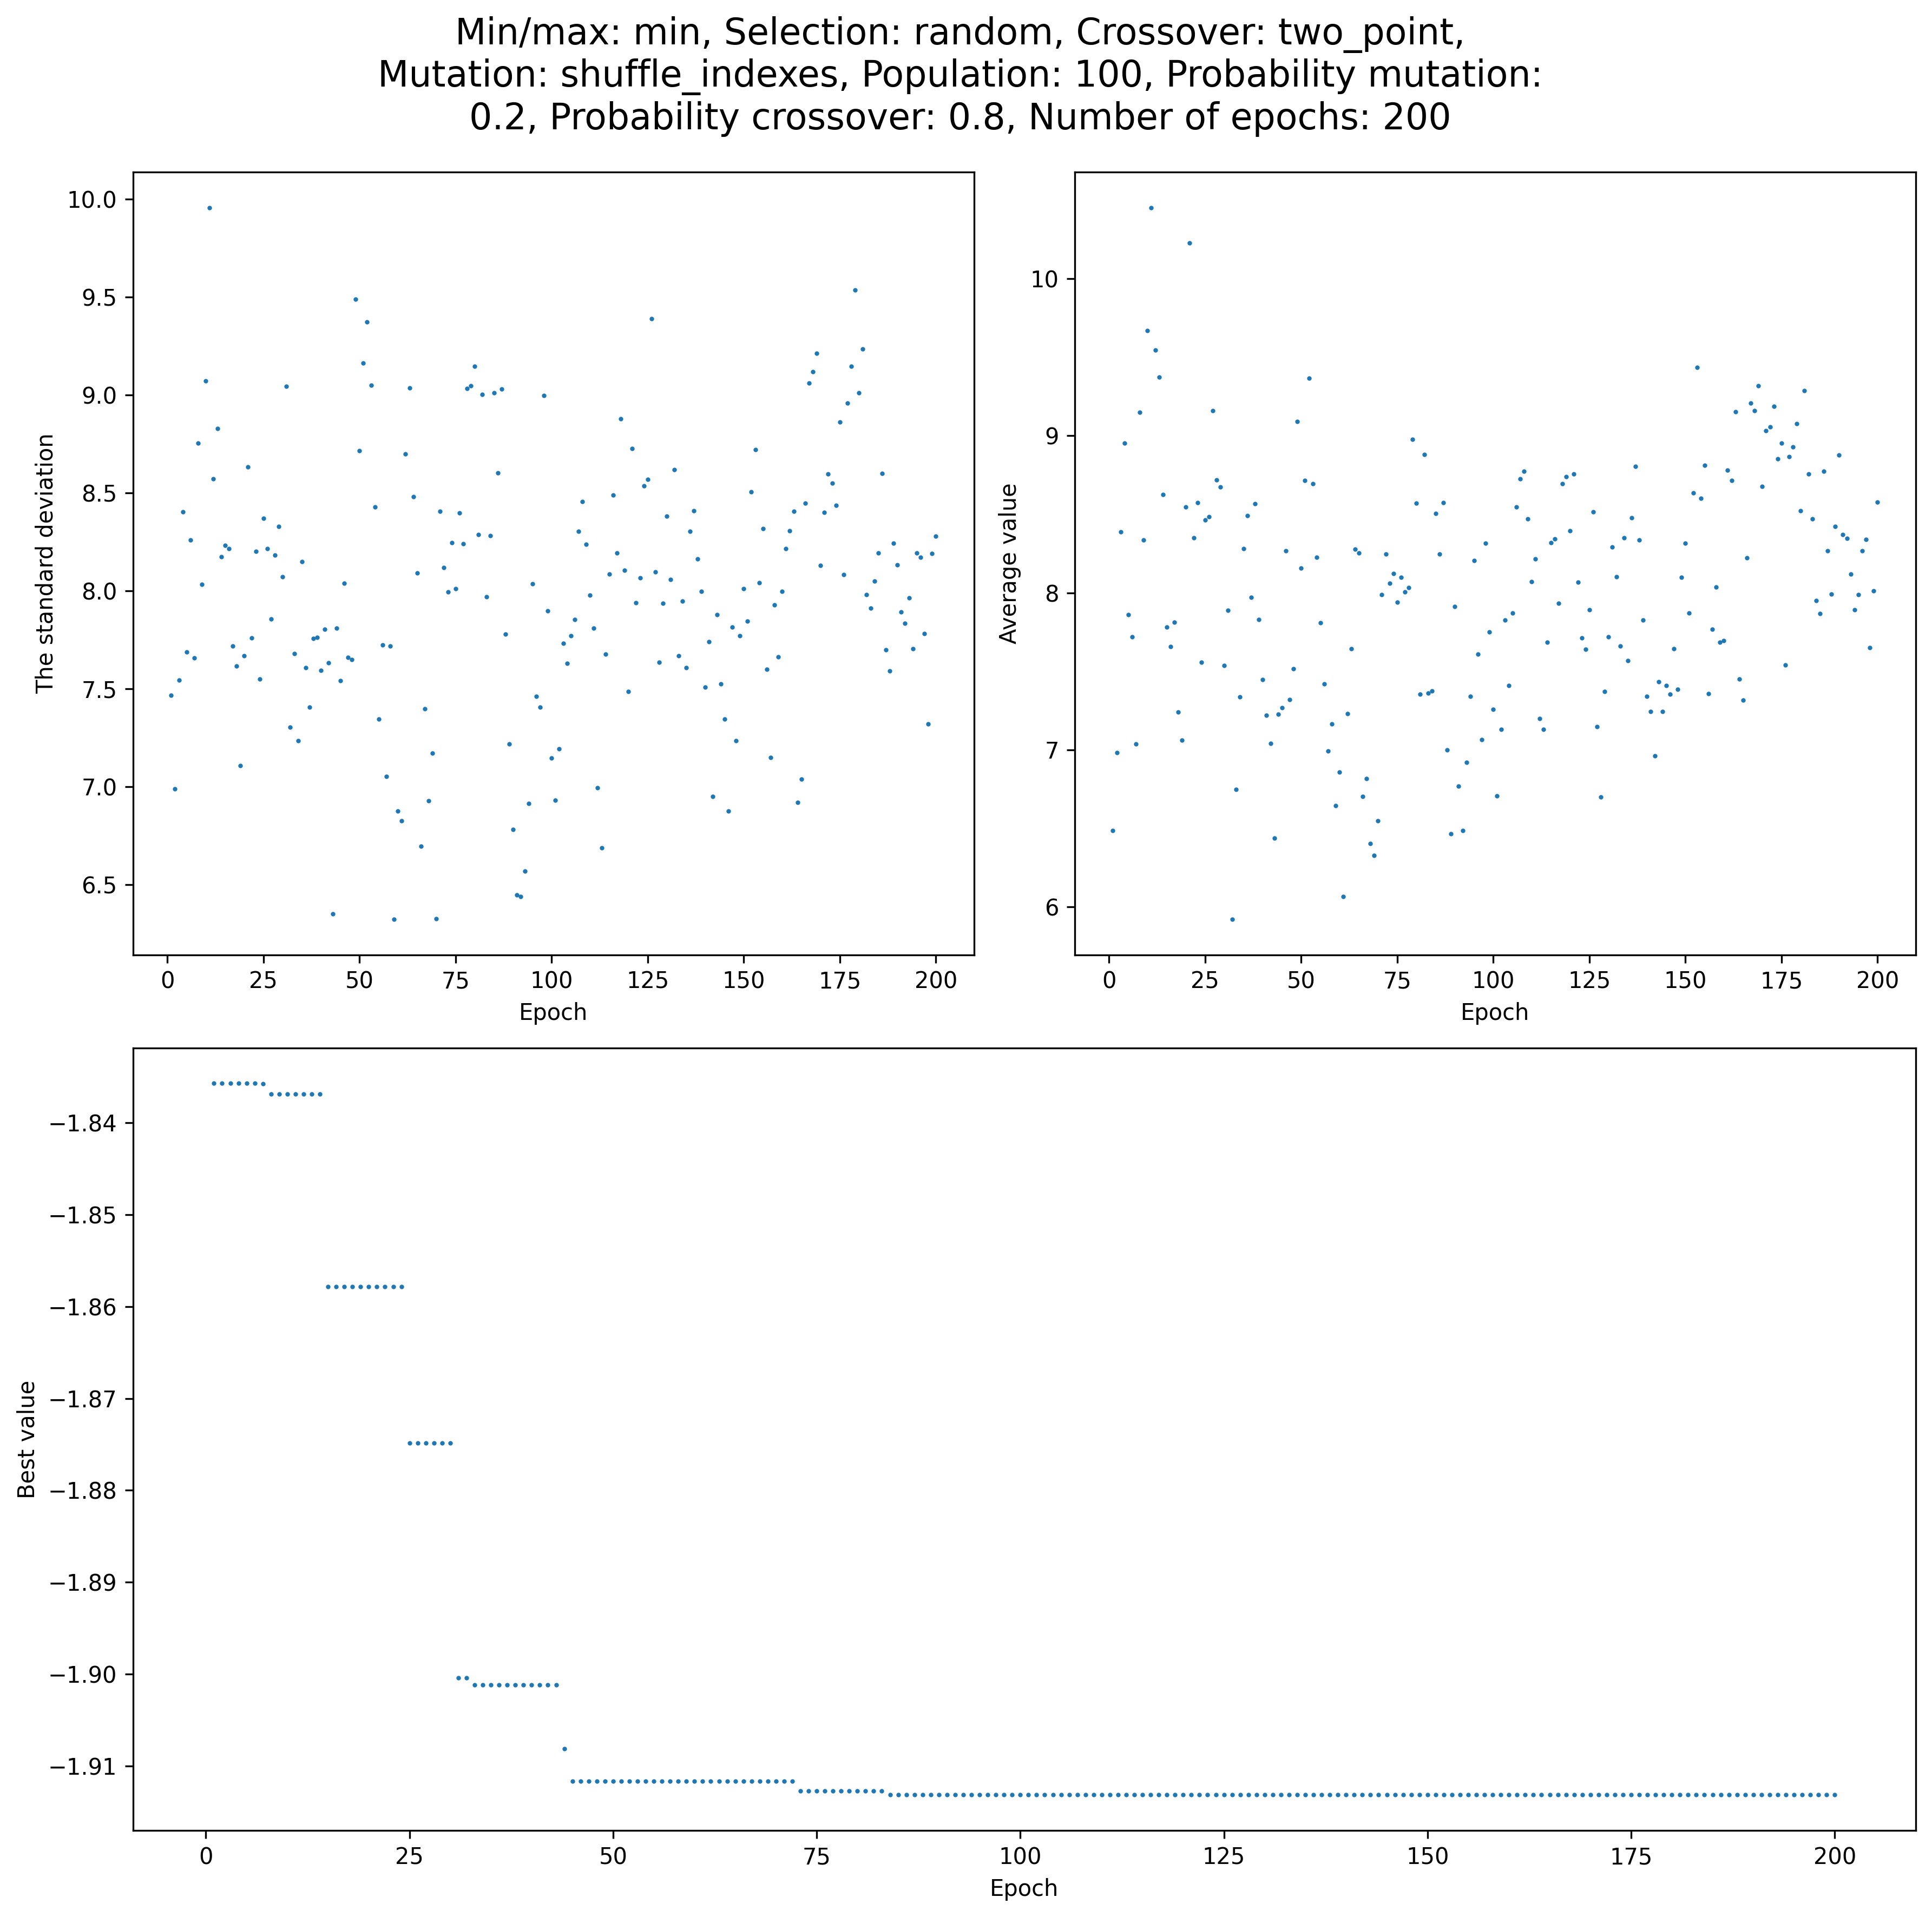 Min/max: min, Selection: random, Crossover: two_point,
Mutation: shuffle_indexes, Population: 100, Probability mutation:
0.2, Probability crossover: 0.8, Number of epochs: 200
The standard deviation
10.0
9.5
9.0
8.5
8.0
7.5
7.0
6.5
0 25 50 75 100 125 150 175 200
Epoch
Average value
10
9
8
7
6
0 25 50 75 100 125 150 175 200
Epoch
Best value
−1.84
−1.85
−1.86
−1.87
−1.88
−1.89
−1.90
−1.91
0 25 50 75 100 125 150 175 200
Epoch